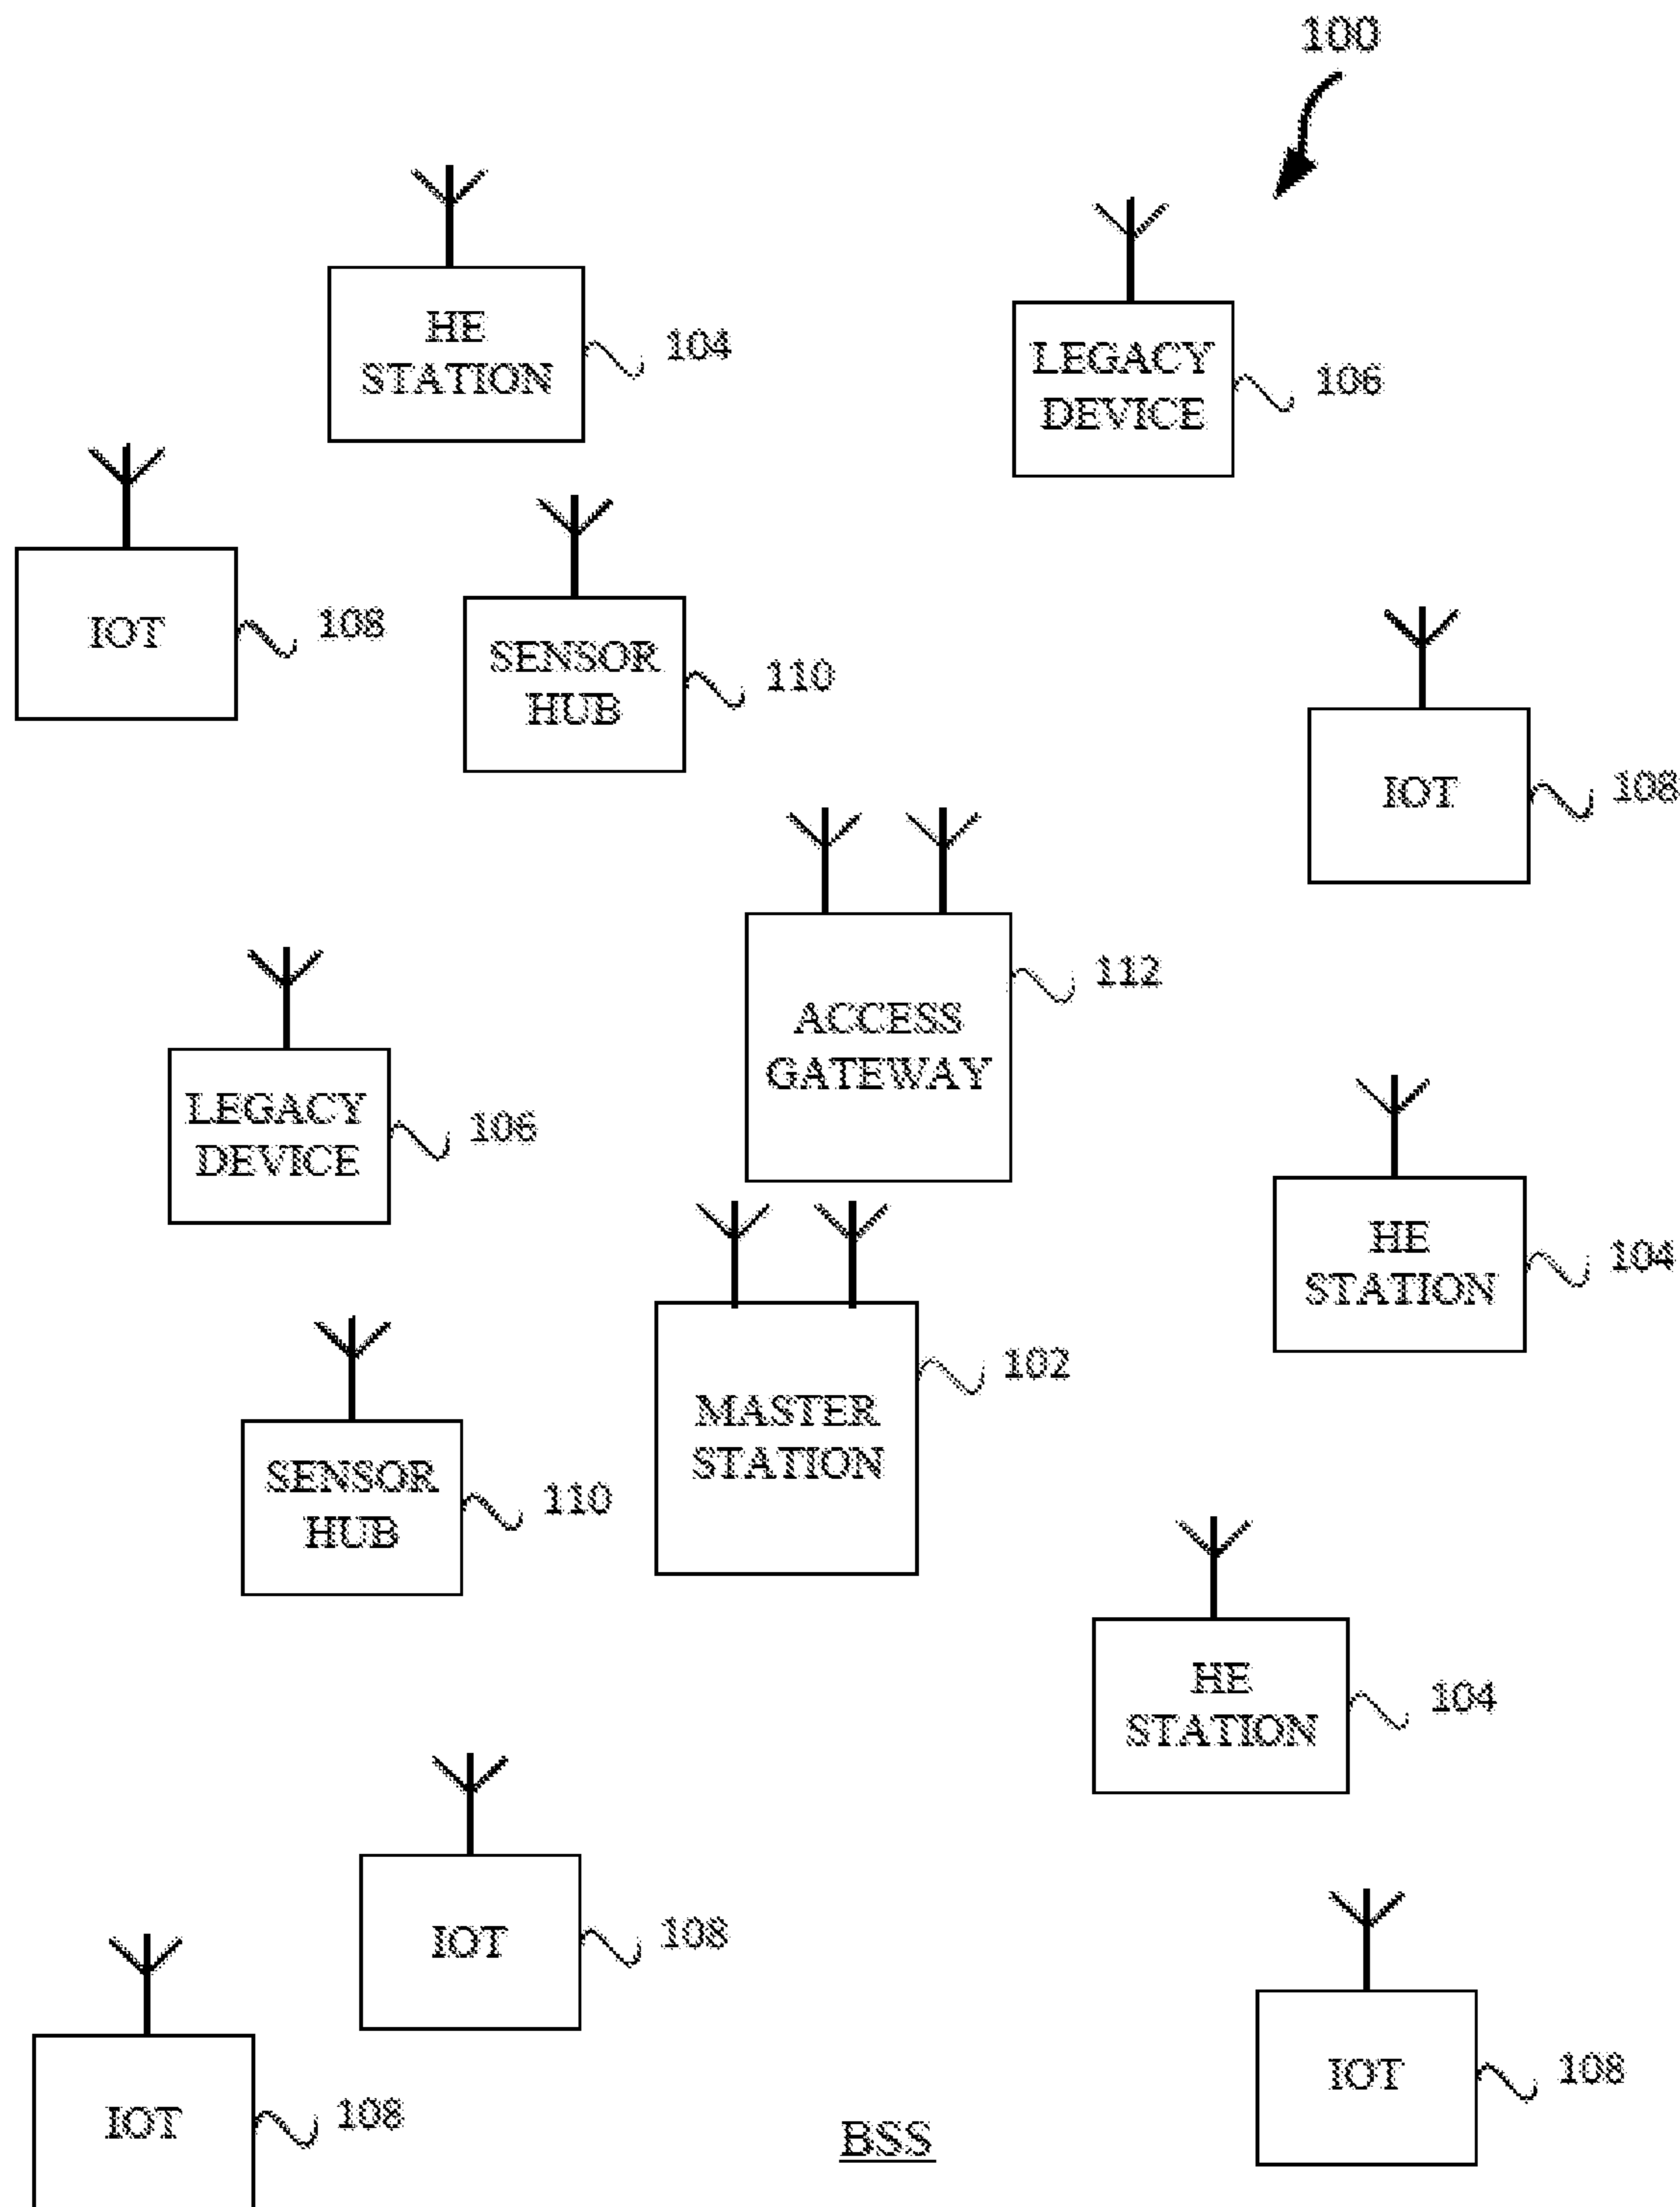 100
HE
STATION
104
LEGACY
DEVICE
106
IOT
108
SENSOR
HUB
110
IOT
108
ACCESS
GATEWAY
112
LEGACY
DEVICE
106
HE
STATION
104
MASTER
STATION
102
SENSOR
HUB
110
HE
STATION
104
IOT
108
IOT
108
IOT
108
BSS